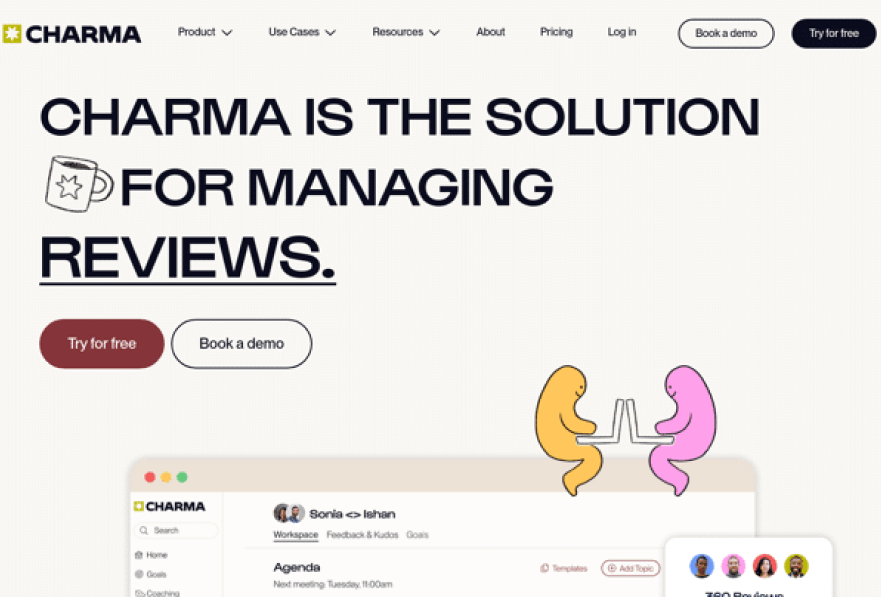 CHARMA
Product
Use Cases
Resources
About
Pricing
Log in
Book a demo
Try for free
CHARMA IS THE SOLUTION
FOR MANAGING
REVIEWS.
Try for free
Book a demo
CHARMA
Search
Home
Goals
Coaching
Sonia <> Ishan
Workspace
Feedback & Kudos
Goals
Agenda
Next meeting: Tuesday, 11:00am
Templates
Add Topic
360 Reviews